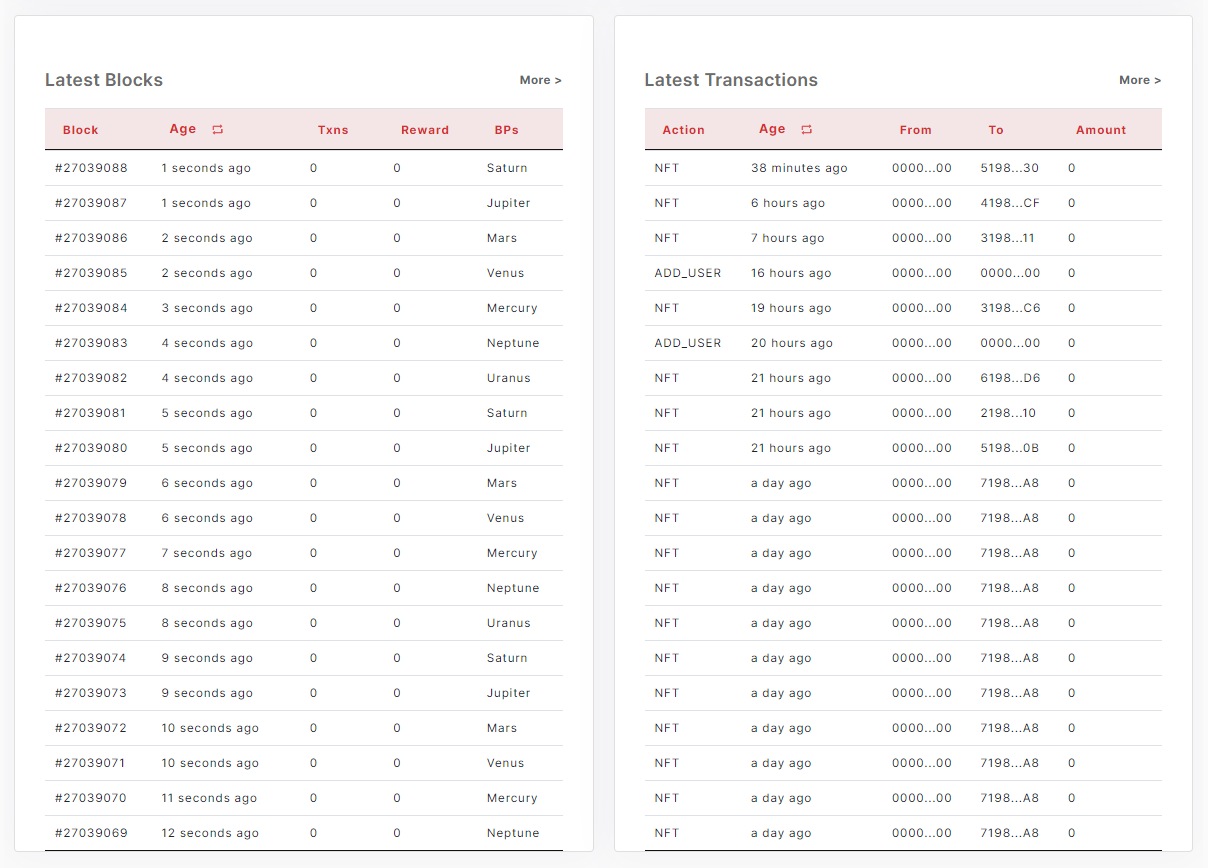 Latest Blocks More >
Block Age Txns Reward BPs
#27039088 1 seconds ago 0 0 Saturn
#27039087 1 seconds ago 0 0 Jupiter
#27039086 2 seconds ago 0 0 Mars
#27039085 2 seconds ago 0 0 Venus
#27039084 3 seconds ago 0 0 Mercury
#27039083 4 seconds ago 0 0 Neptune
#27039082 4 seconds ago 0 0 Uranus
#27039081 5 seconds ago 0 0 Saturn
#27039080 5 seconds ago 0 0 Jupiter
#27039079 6 seconds ago 0 0 Mars
#27039078 6 seconds ago 0 0 Venus
#27039077 7 seconds ago 0 0 Mercury
#27039076 8 seconds ago 0 0 Neptune
#27039075 8 seconds ago 0 0 Uranus
#27039074 9 seconds ago 0 0 Saturn
#27039073 9 seconds ago 0 0 Jupiter
#27039072 10 seconds ago 0 0 Mars
#27039071 10 seconds ago 0 0 Venus
#27039070 11 seconds ago 0 0 Mercury
#27039069 12 seconds ago 0 0 Neptune
Latest Transactions More >
Action Age From To Amount
NFT 38 minutes ago 0000...00 5198...30 0
NFT 6 hours ago 0000...00 4198...CF 0
NFT 7 hours ago 0000...00 3198...11 0
ADD_USER 16 hours ago 0000...00 0000...00 0
NFT 19 hours ago 0000...00 3198...C6 0
ADD_USER 20 hours ago 0000...00 0000...00 0
NFT 21 hours ago 0000...00 6198...D6 0
NFT 21 hours ago 0000...00 2198...10 0
NFT 21 hours ago 0000...00 5198...0B 0
NFT a day ago 0000...00 7198...A8 0
NFT a day ago 0000...00 7198...A8 0
NFT a day ago 0000...00 7198...A8 0
NFT a day ago 0000...00 7198...A8 0
NFT a day ago 0000...00 7198...A8 0
NFT a day ago 0000...00 7198...A8 0
NFT a day ago 0000...00 7198...A8 0
NFT a day ago 0000...00 7198...A8 0
NFT a day ago 0000...00 7198...A8 0
NFT a day ago 0000...00 7198...A8 0
NFT a day ago 0000...00 7198...A8 0